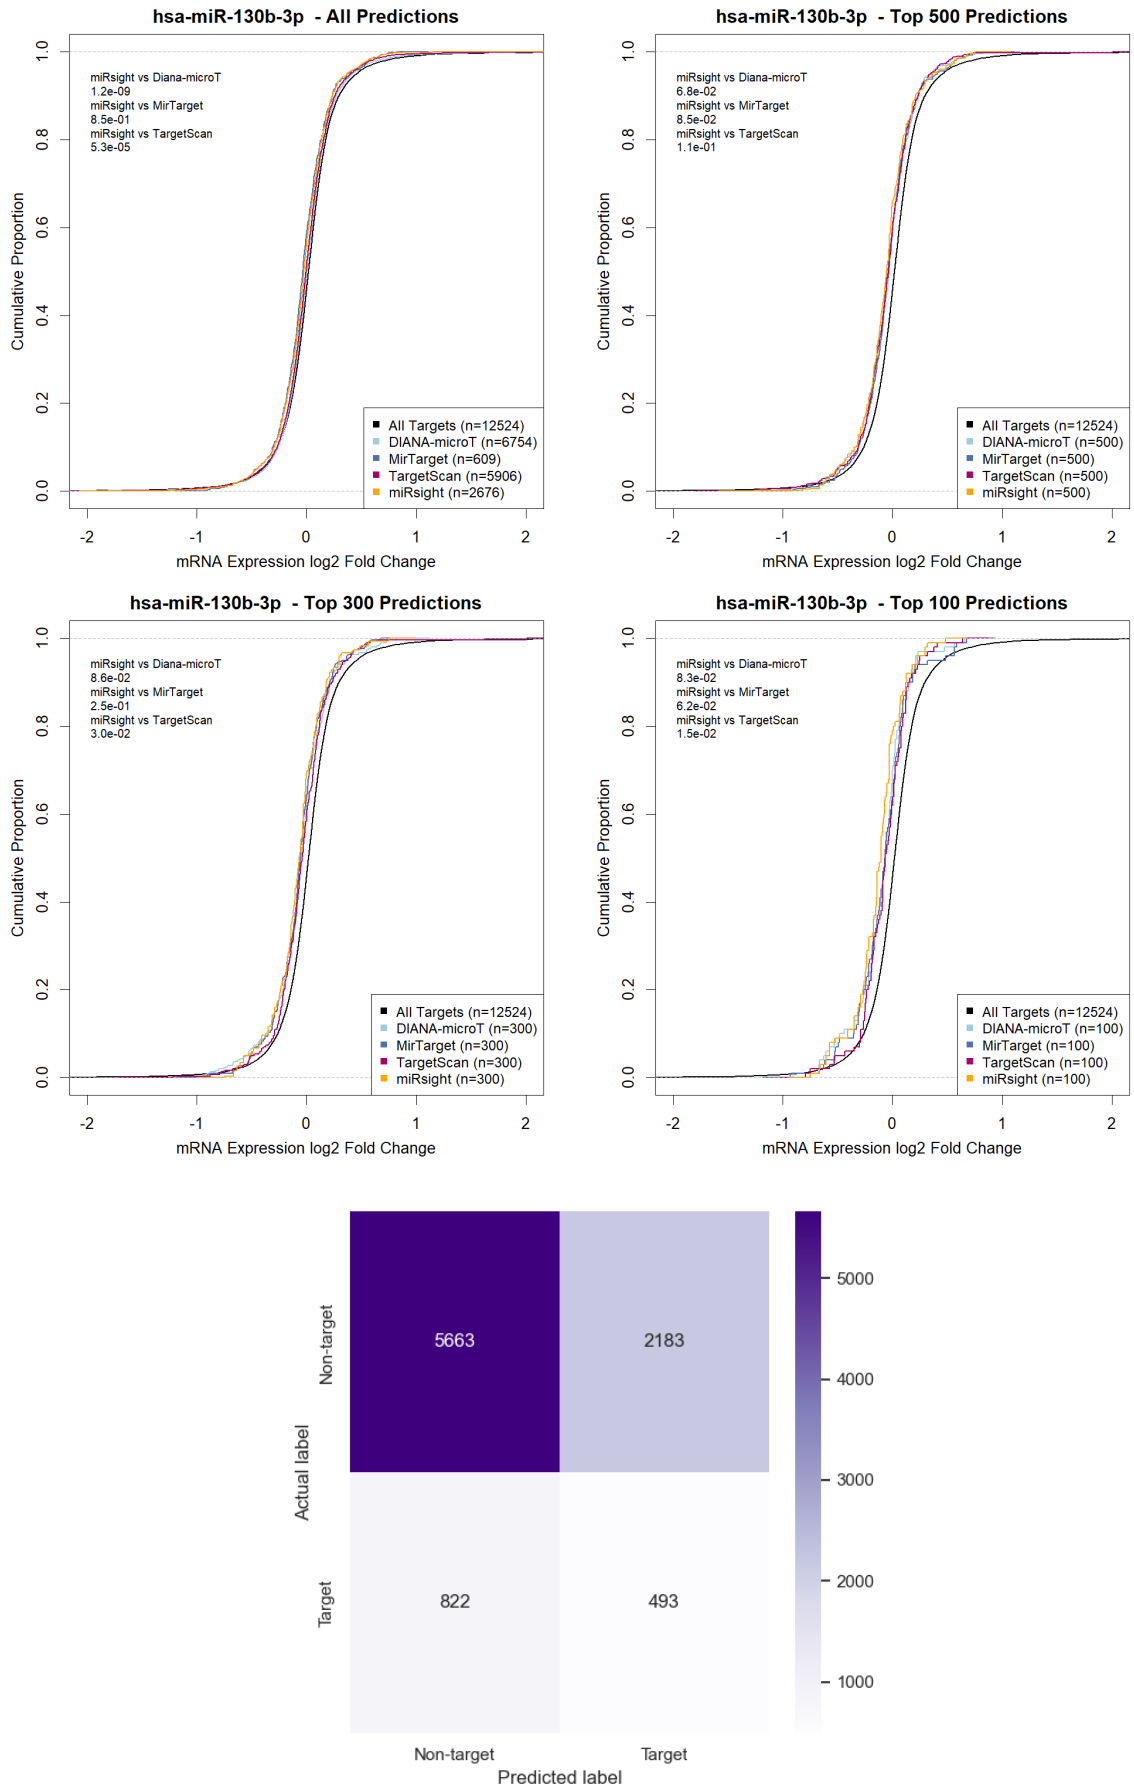 hsa-miR-130b-3p - All Predictions
miRsight vs Diana-microT
1.2e-09
miRsight vs MirTarget
8.5e-01
miRsight vs TargetScan
5.3e-05
Cumulative Proportion
1.0
0.8
0.6
0.4
0.2
0.0
All Targets (n=12524)
DIANA-microT (n=6754)
MirTarget (n=609)
TargetScan (n=5906)
miRsight (n=2676)
-2 -1 0 1 2
mRNA Expression log2 Fold Change
hsa-miR-130b-3p - Top 500 Predictions
miRsight vs Diana-microT
6.8e-02
miRsight vs MirTarget
8.5e-02
miRsight vs TargetScan
1.1e-01
Cumulative Proportion
1.0
0.8
0.6
0.4
0.2
0.0
All Targets (n=12524)
DIANA-microT (n=500)
MirTarget (n=500)
TargetScan (n=500)
miRsight (n=500)
-2 -1 0 1 2
mRNA Expression log2 Fold Change
hsa-miR-130b-3p - Top 300 Predictions
miRsight vs Diana-microT
8.6e-02
miRsight vs MirTarget
2.5e-01
miRsight vs TargetScan
3.0e-02
Cumulative Proportion
1.0
0.8
0.6
0.4
0.2
0.0
All Targets (n=12524)
DIANA-microT (n=300)
MirTarget (n=300)
TargetScan (n=300)
miRsight (n=300)
-2 -1 0 1 2
mRNA Expression log2 Fold Change
hsa-miR-130b-3p - Top 100 Predictions
miRsight vs Diana-microT
8.3e-02
miRsight vs MirTarget
6.2e-02
miRsight vs TargetScan
1.5e-02
Cumulative Proportion
1.0
0.8
0.6
0.4
0.2
0.0
All Targets (n=12524)
DIANA-microT (n=100)
MirTarget (n=100)
TargetScan (n=100)
miRsight (n=100)
-2 -1 0 1 2
mRNA Expression log2 Fold Change
Actual label
Non-target
5663 2183
Target
822 493
Non-target Target
Predicted label
5000
4000
3000
2000
1000